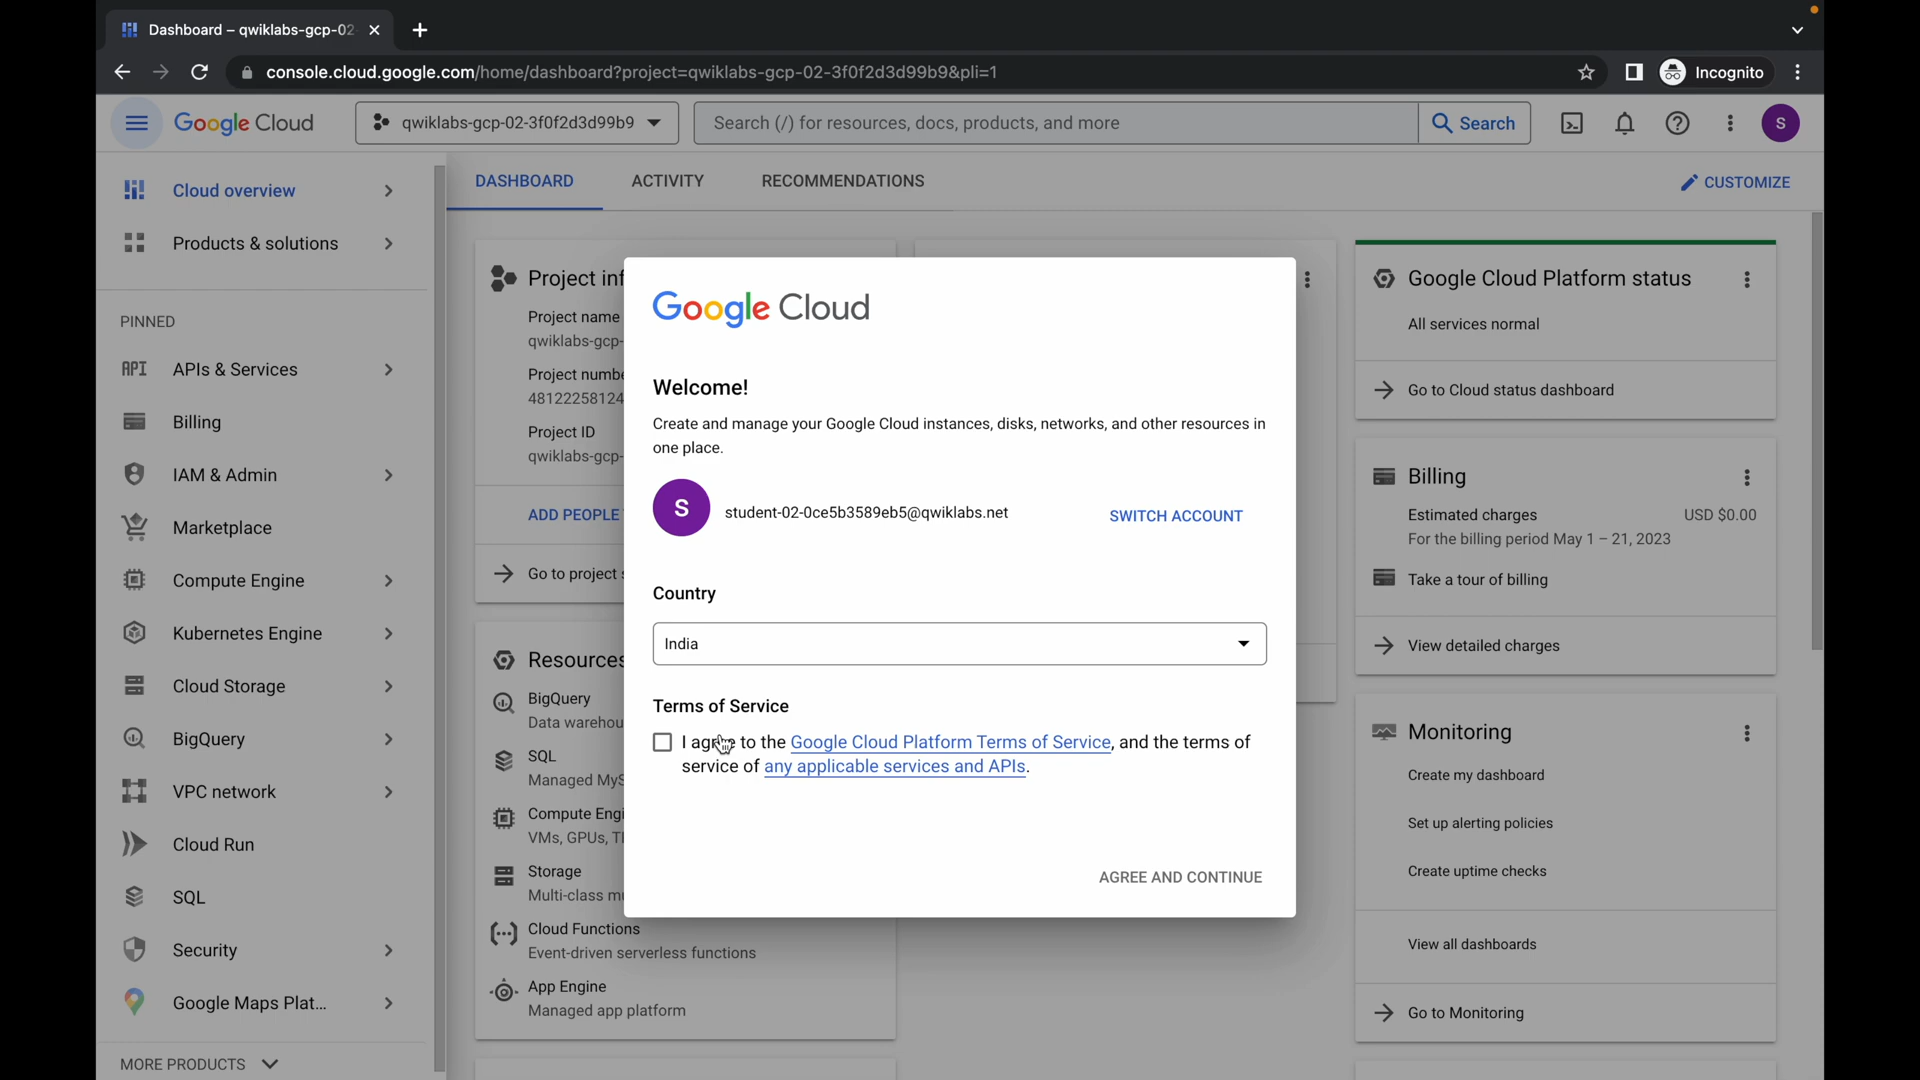 Dashboard – qwiklabs-gcp-02
console.cloud.google.com/home/dashboard?project=qwiklabs-gcp-02-3f0f2d3d99b9&pli=1
Incognito
Google Cloud
qwiklabs-gcp-02-3f0f2d3d99b9
Search (/) for resources, docs, products, and more
Search
S
Cloud overview
Products & solutions
PINNED
API APIs & Services
Billing
IAM & Admin
Marketplace
Compute Engine
Kubernetes Engine
Cloud Storage
BigQuery
VPC network
Cloud Run
SQL
Security
Google Maps Plat...
MORE PRODUCTS
DASHBOARD
ACTIVITY
RECOMMENDATIONS
CUSTOMIZE
Project
Project name
qwiklabs-gcp-
Project
48122258124
Project ID
qwiklabs-gcp-
ADD PEOPLE
Go to project
Resources
BigQuery
Data
SQL
Managed
Compute
VMs, GPUs,
Storage
Multi-class
Cloud Functions
Event-driven serverless functions
App Engine
Managed app platform
Google Cloud
Welcome!
Create and manage your Google Cloud instances, disks, networks, and other resources in
one place.
S
student-02-0ce5b3589eb5@qwiklabs.net
SWITCH ACCOUNT
Country
India
Terms of Service
I agree to the Google Cloud Platform Terms of Service, and the terms of
service of any applicable services and APIs.
AGREE AND CONTINUE
Google Cloud Platform status
All services normal
Go to Cloud status dashboard
Billing
Estimated charges USD $0.00
For the billing period May 1 – 21, 2023
Take a tour of billing
View detailed charges
Monitoring
Create my dashboard
Set up alerting policies
Create uptime checks
View all dashboards
Go to Monitoring